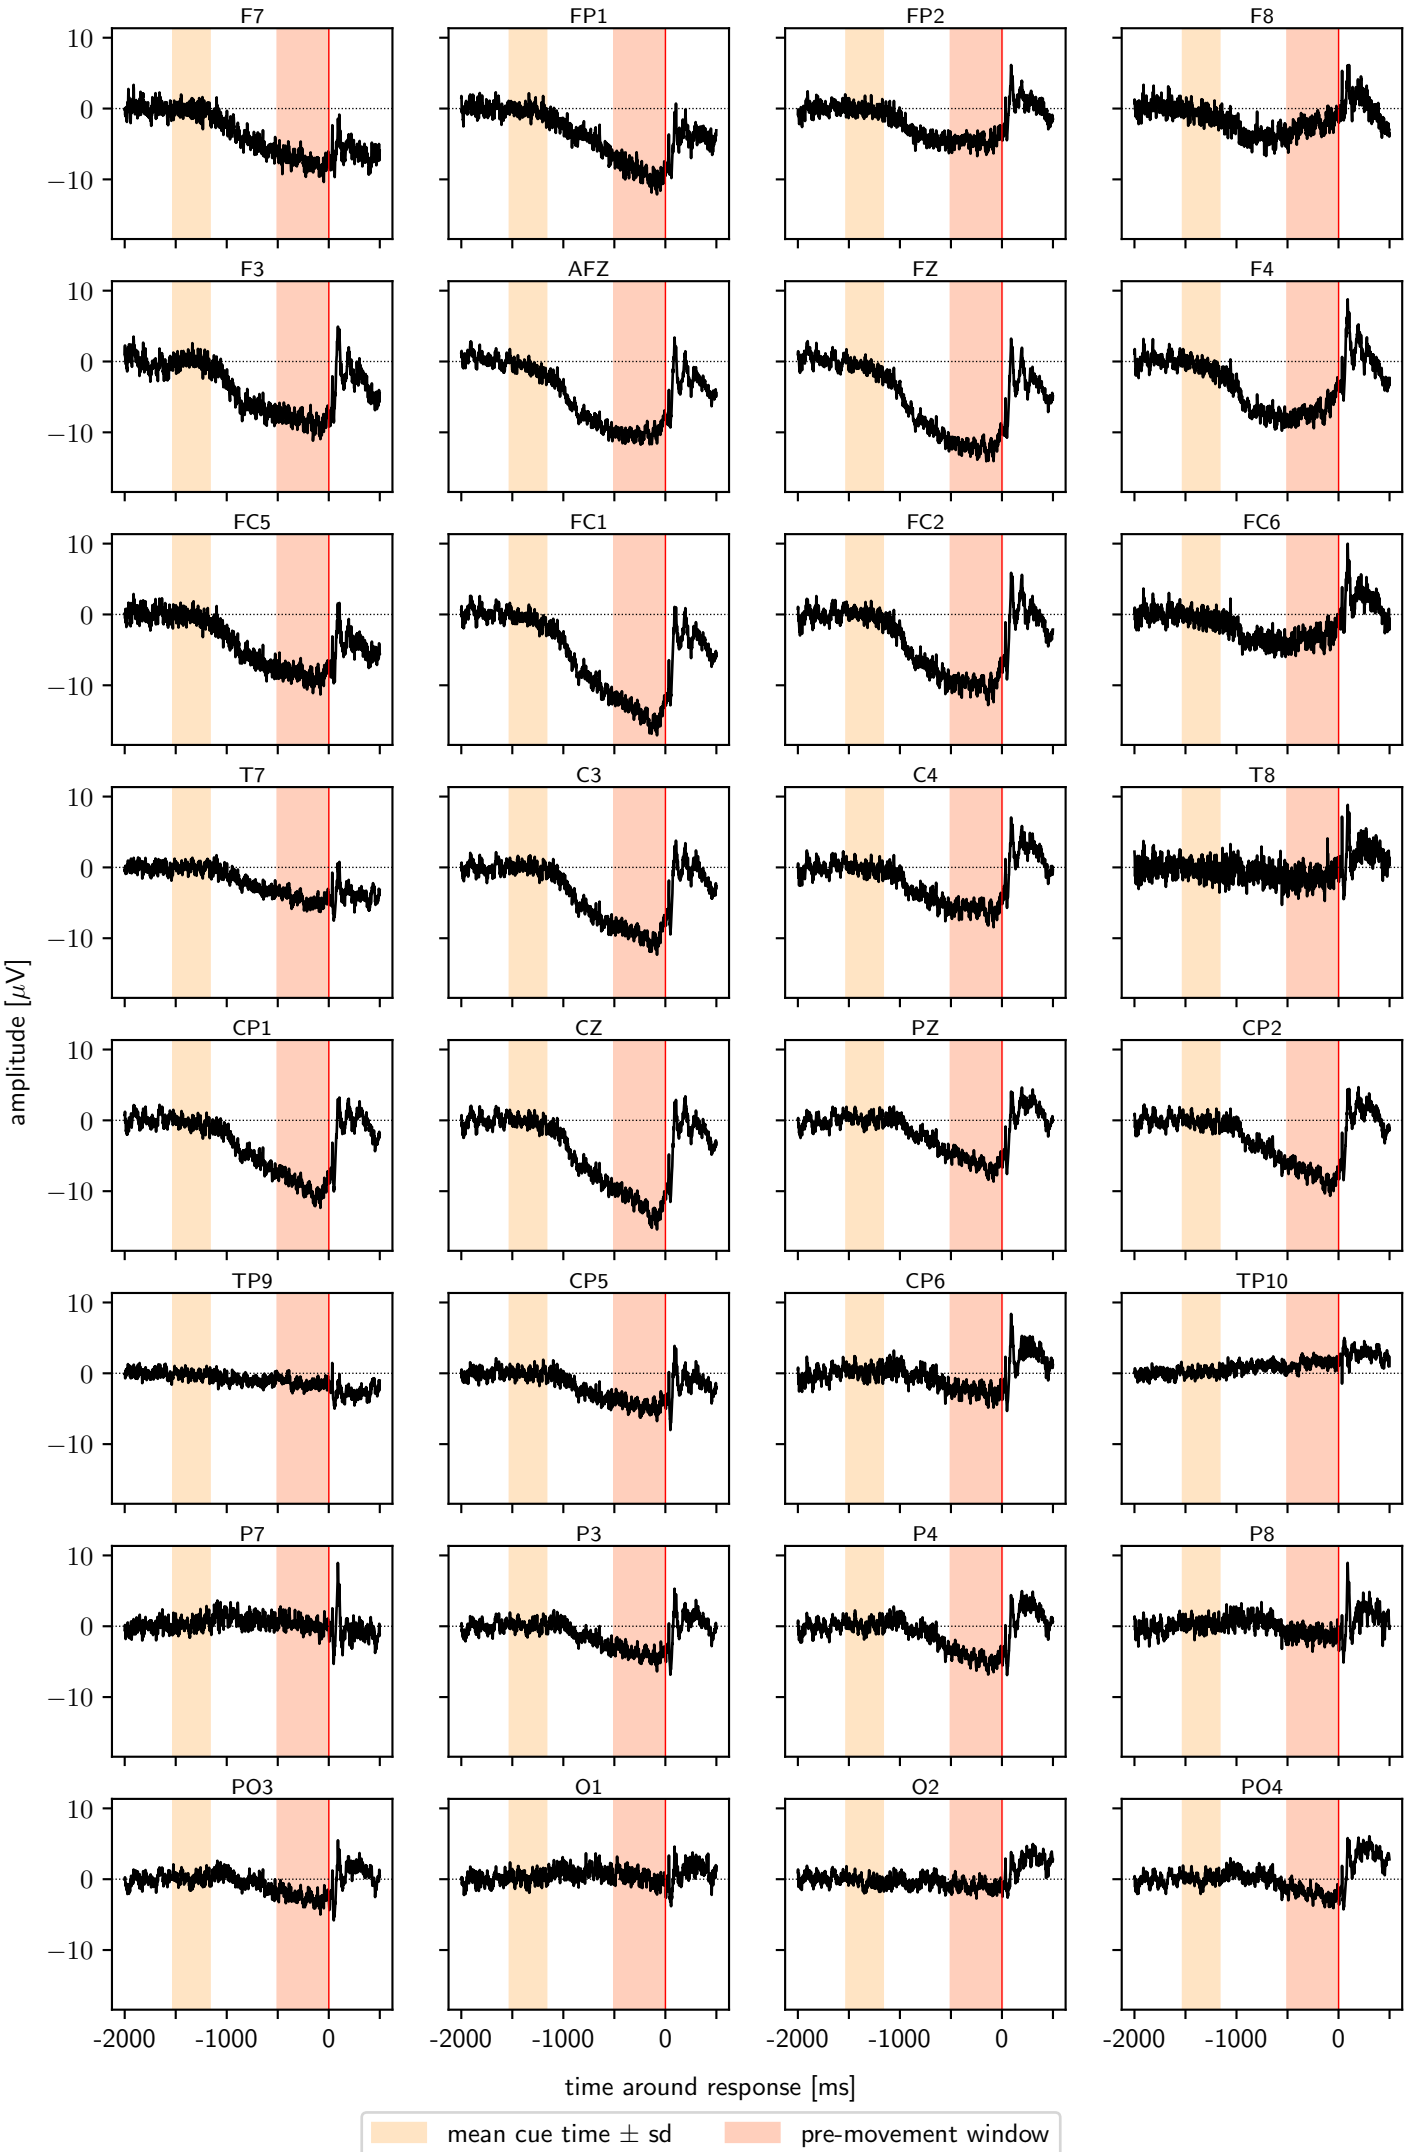 F7 FP1 FP2 F8
10
0
−10
F3 AFZ FZ F4
10
0
−10
FC5 FC1 FC2 FC6
10
0
−10
T7 C3 C4 T8
10
0
−10
amplitude [μV]
CP1 CZ PZ CP2
10
0
−10
TP9 CP5 CP6 TP10
10
0
−10
P7 P3 P4 P8
10
0
−10
PO3 O1 O2 PO4
10
0
−10
-2000 -1000 0 -2000 -1000 0 -2000 -1000 0 -2000 -1000 0
time around response [ms]
mean cue time ± sd pre-movement window